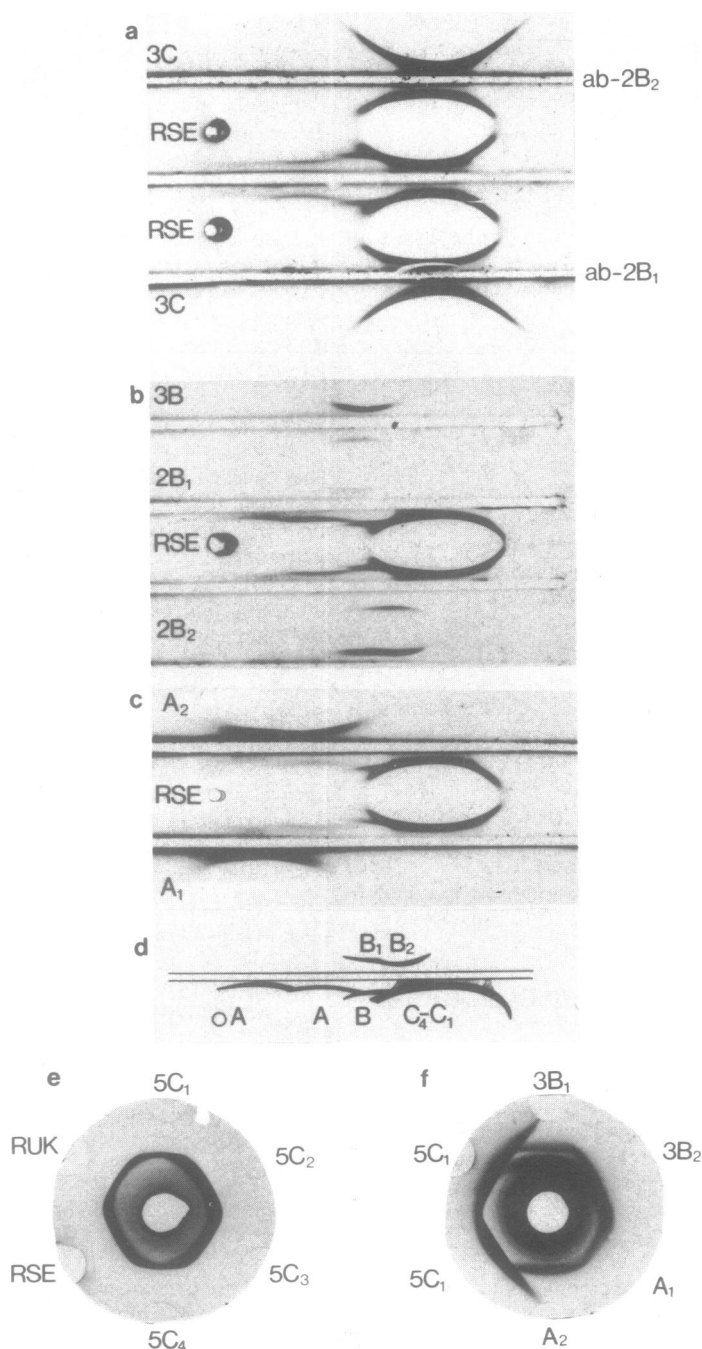 a
3C
ab-2B₂
RSE
RSE
ab-2B₁
3C
b 3B
2B₁
RSE
2B₂
c A₂
RSE
A₁
d B₁ B₂
A A B C₄-C₁
e 5C₁
RUK 5C₂
RSE 5C₃
5C₄
f 3B₁
5C₁ 3B₂
5C₁ A₁
A₂